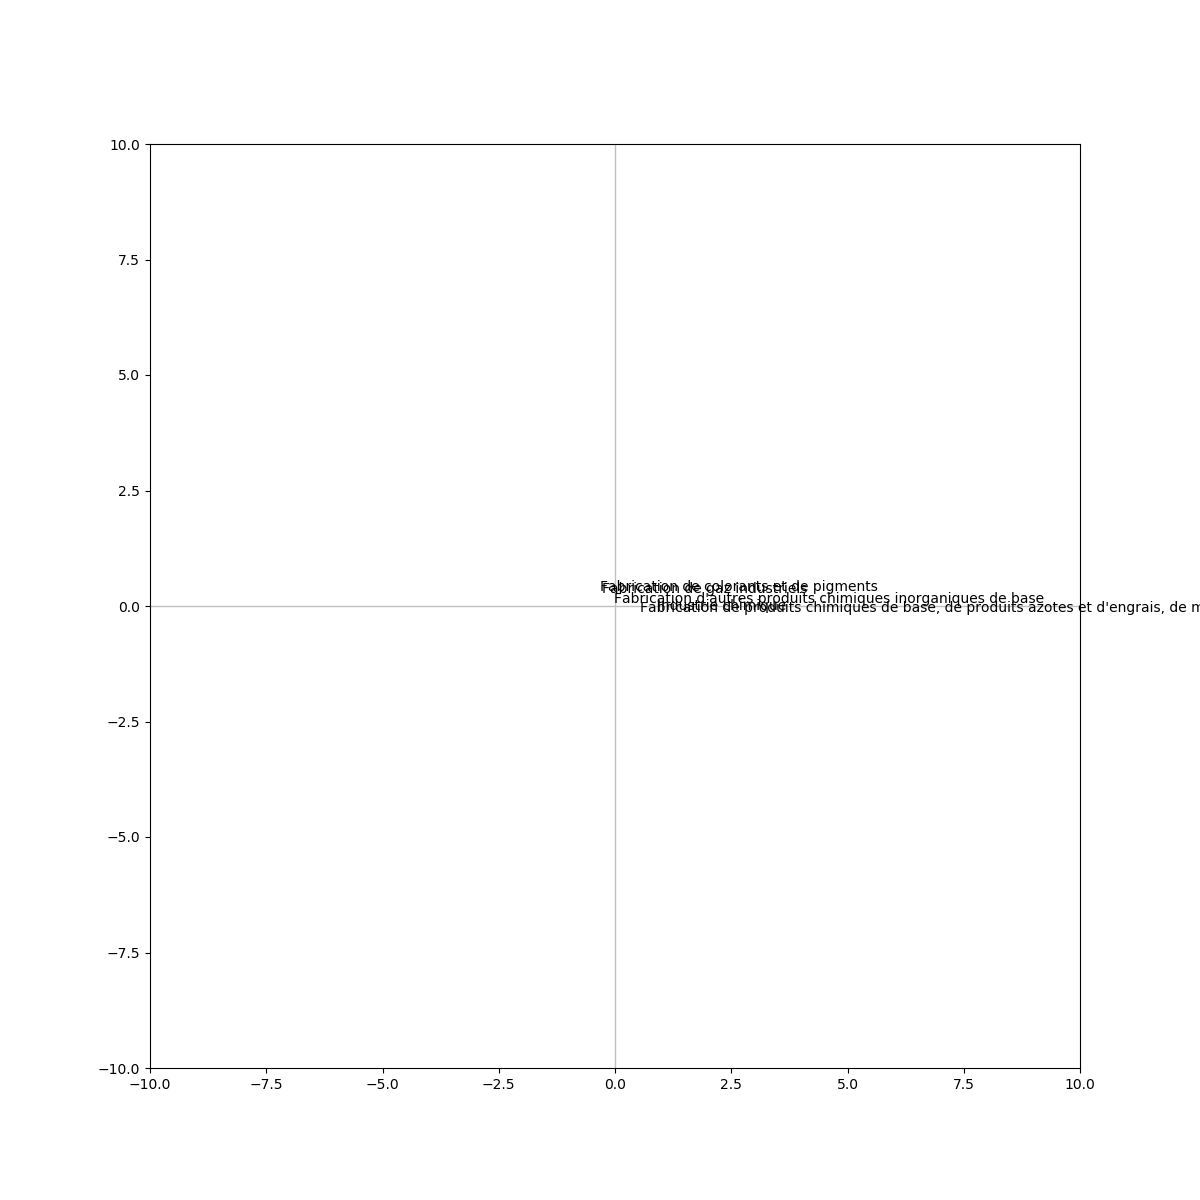 10.0
7.5
5.0
2.5
Fabrication de colorants et de pigments
Fabrication de gaz industriels
Fabrication d'autres produits chimiques inorganiques de base
Industrie chimique
0.0
Fabrication de produits chimiques de base, de produits azotes et d'engrais, de m
−2.5
−5.0
−7.5
−10.0
−10.0 −7.5 −5.0 −2.5 0.0 2.5 5.0 7.5 10.0